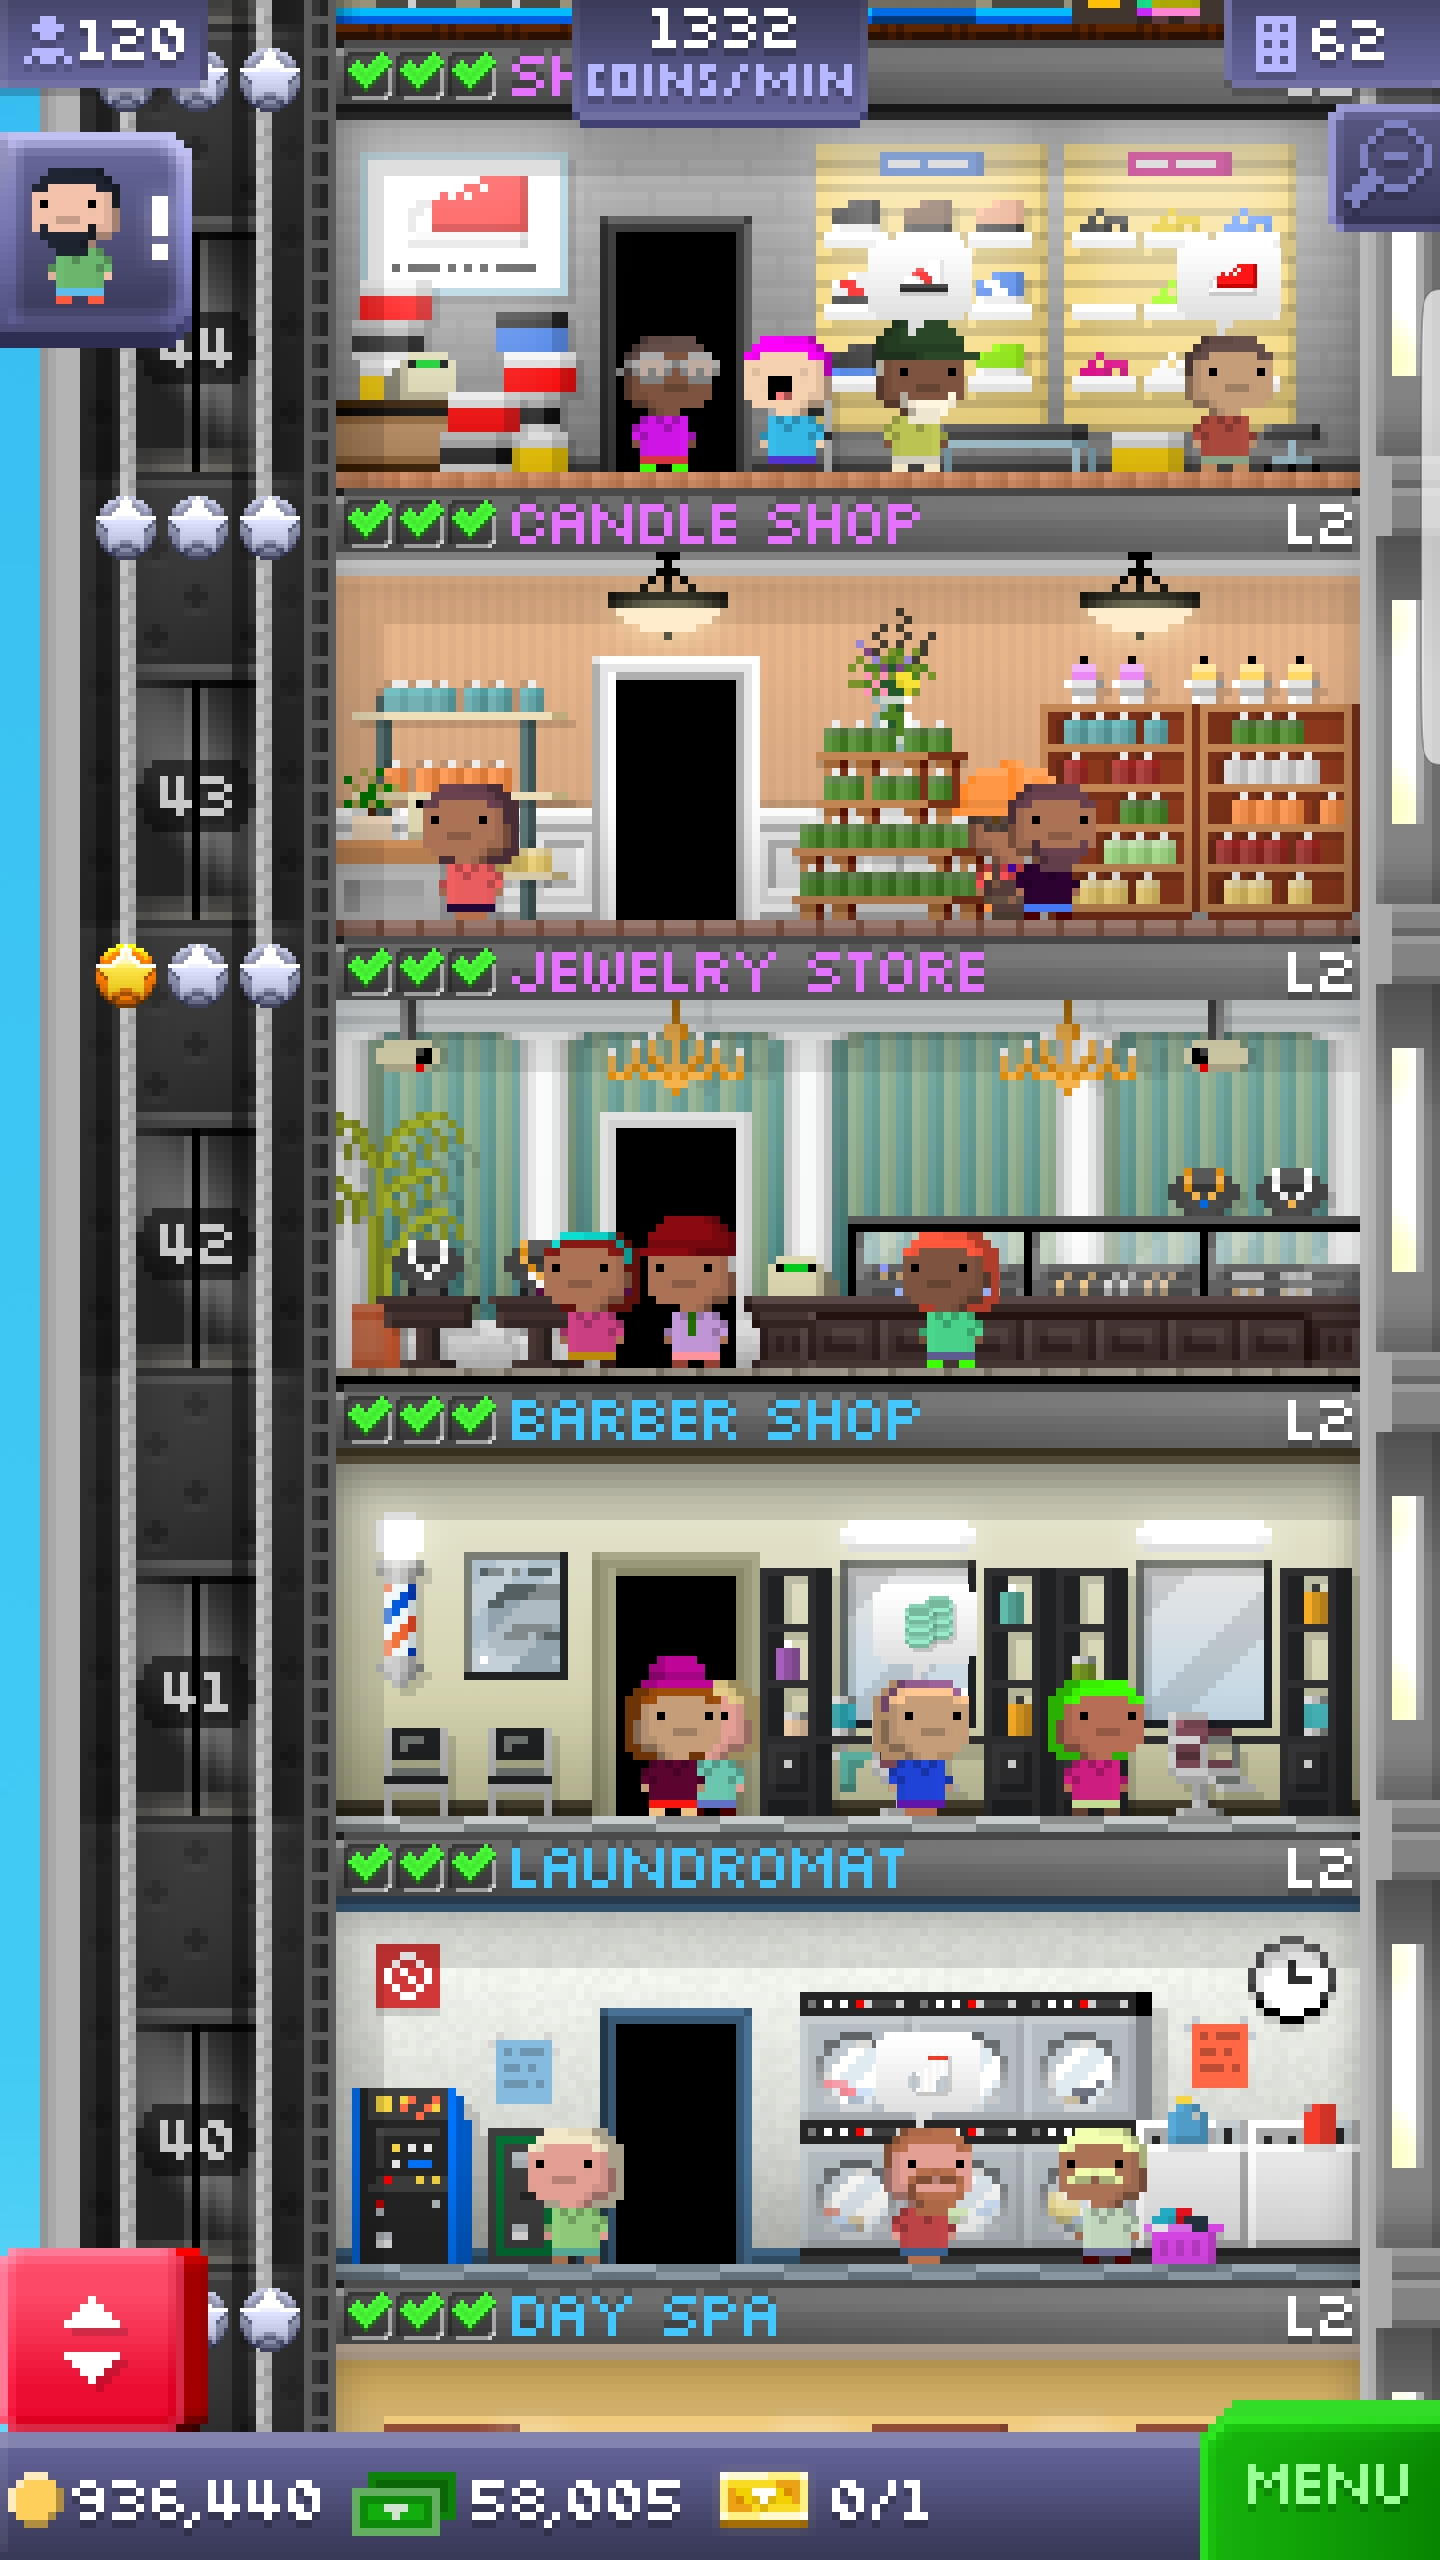 120
1332
COINS/MIN
62
SH
!
44
CANDLE SHOP L2
43
JEWELRY STORE L2
42
BARBER SHOP L2
41
LAUNDROMAT L2
40
DAY SPA L2
936,440 58,005 0/1
MENU